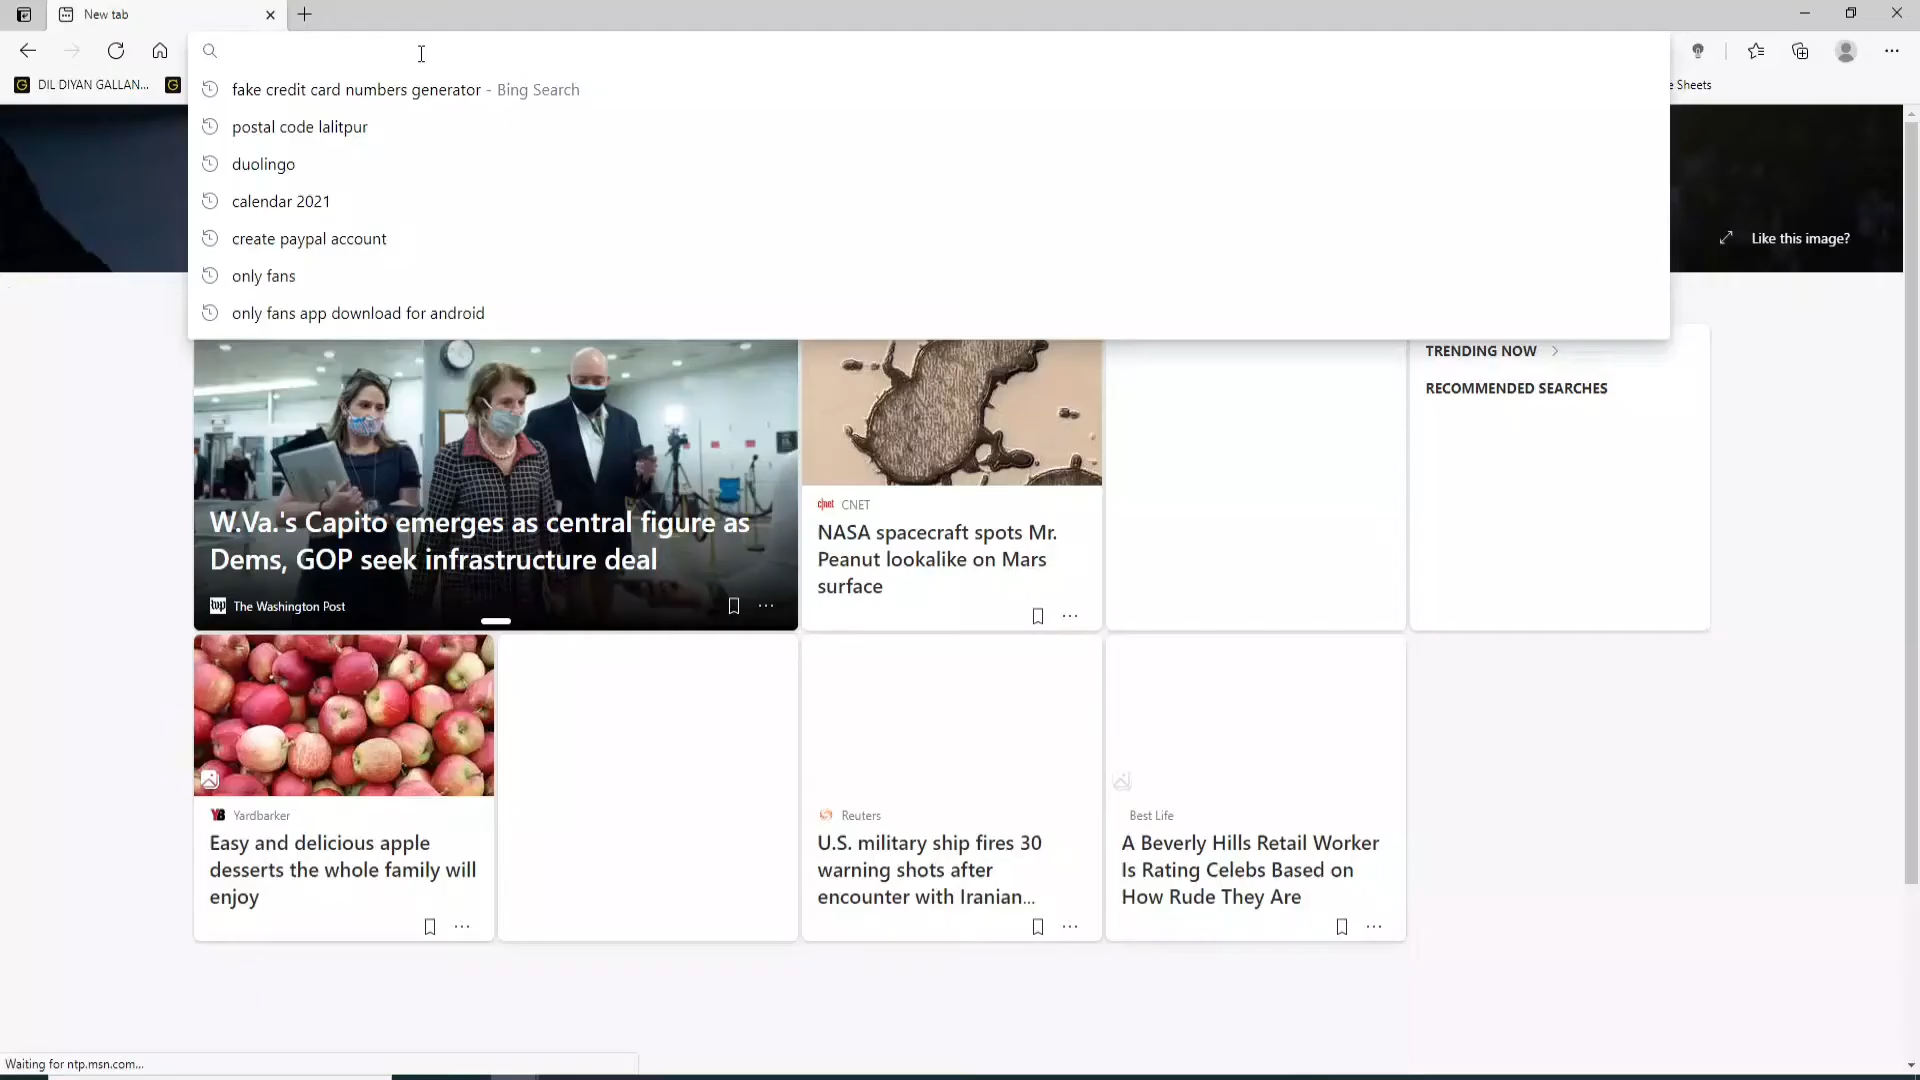 New tab
fake credit card numbers generator - Bing Search
DIL DIYAN GALLAN...
e Sheets
postal code lalitpur
duolingo
calendar 2021
create paypal account
Like this image?
only fans
only fans app download for android
TRENDING NOW
RECOMMENDED SEARCHES
W.Va.'s Capito emerges as central figure as
Dems, GOP seek infrastructure deal
wp The Washington Post
c|net CNET
NASA spacecraft spots Mr.
Peanut lookalike on Mars
surface
YB Yardbarker
Easy and delicious apple
desserts the whole family will
enjoy
Reuters
U.S. military ship fires 30
warning shots after
encounter with Iranian...
Best Life
A Beverly Hills Retail Worker
Is Rating Celebs Based on
How Rude They Are
Waiting for ntp.msn.com...